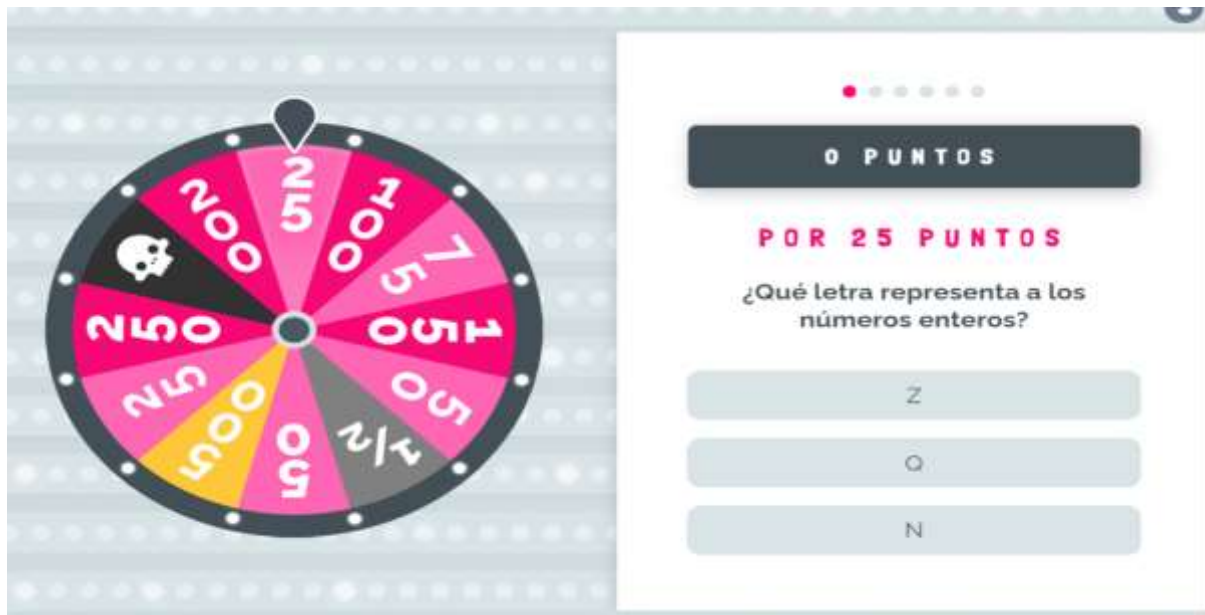 25
100
75
150
50
1/2
50
500
25
250
200
0 PUNTOS
POR 25 PUNTOS
¿Qué letra representa a los
números enteros?
Z
Q
N